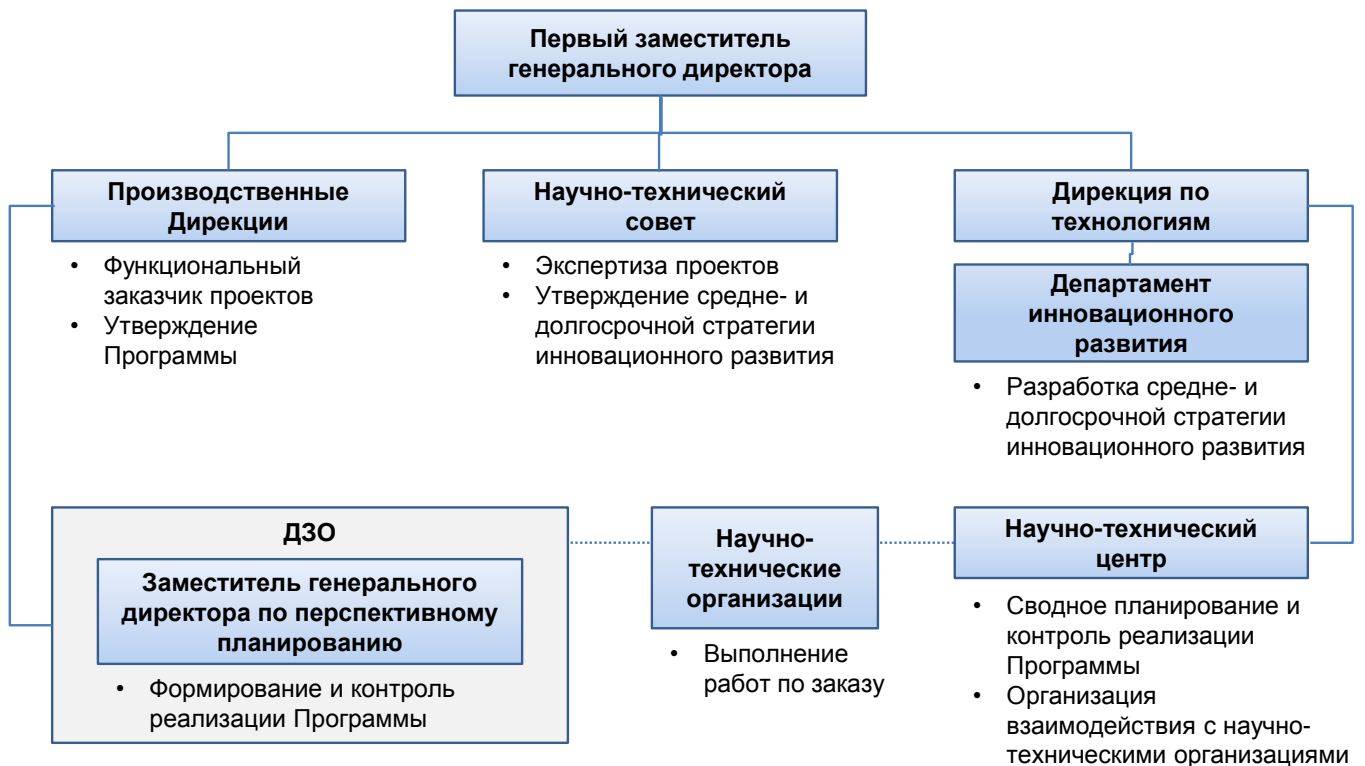 Первый заместитель
генерального директора
Производственные
Дирекции
• Функциональный
заказчик проектов
• Утверждение
Программы
Научно-технический
совет
• Экспертиза проектов
• Утверждение средне- и
долгосрочной стратегии
инновационного развития
Дирекция по
технологиям
Департамент
инновационного
развития
• Разработка средне- и
долгосрочной стратегии
инновационного развития
ДЗО
Заместитель генерального
директора по перспективному
планированию
• Формирование и контроль
реализации Программы
Научно-
технические
организации
• Выполнение
работ по заказу
Научно-технический
центр
• Сводное планирование и
контроль реализации
Программы
• Организация
взаимодействия с научно-
техническими организациями